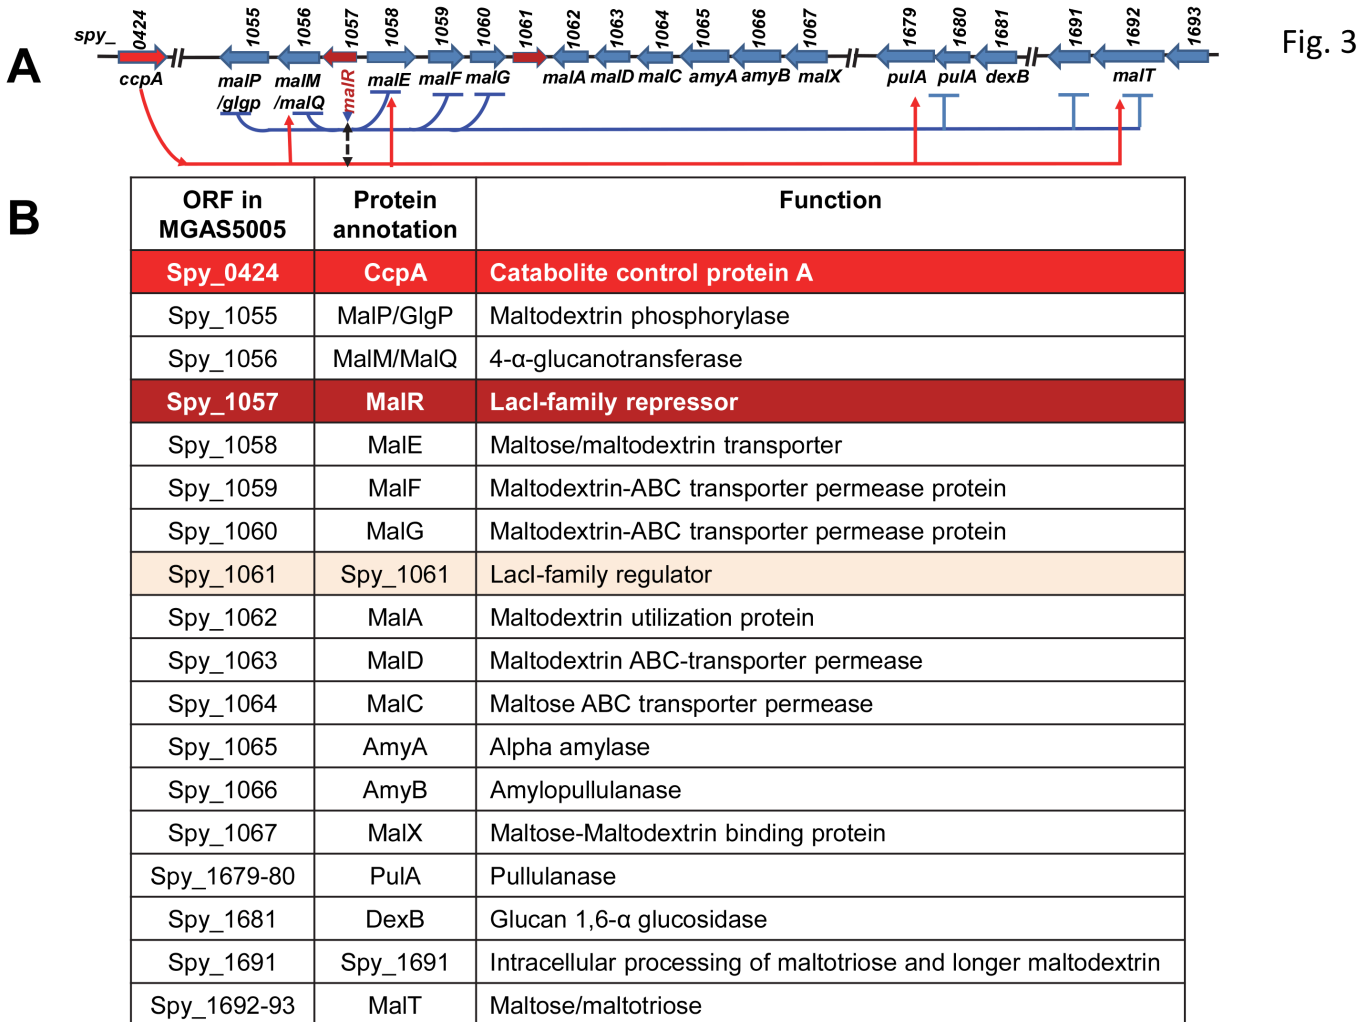 Fig. 3
A
spy_ 0424 1055 1056 1057 1058 1059 1060 1061 1062 1063 1064 1065 1066 1067 1679 1680 1681 1691 1692 1693
ccpA malP malM malR malE malF malG malA malD malC amyA amyB malX pulA pulA dexB malT
/glgp /malQ
B
ORF in MGAS5005 Protein annotation Function
Spy_0424 CcpA Catabolite control protein A
Spy_1055 MalP/GlgP Maltodextrin phosphorylase
Spy_1056 MalM/MalQ 4-α-glucanotransferase
Spy_1057 MalR LacI-family repressor
Spy_1058 MalE Maltose/maltodextrin transporter
Spy_1059 MalF Maltodextrin-ABC transporter permease protein
Spy_1060 MalG Maltodextrin-ABC transporter permease protein
Spy_1061 Spy_1061 LacI-family regulator
Spy_1062 MalA Maltodextrin utilization protein
Spy_1063 MalD Maltodextrin ABC-transporter permease
Spy_1064 MalC Maltose ABC transporter permease
Spy_1065 AmyA Alpha amylase
Spy_1066 AmyB Amylopullulanase
Spy_1067 MalX Maltose-Maltodextrin binding protein
Spy_1679-80 PulA Pullulanase
Spy_1681 DexB Glucan 1,6-α glucosidase
Spy_1691 Spy_1691 Intracellular processing of maltotriose and longer maltodextrin
Spy_1692-93 MalT Maltose/maltotriose